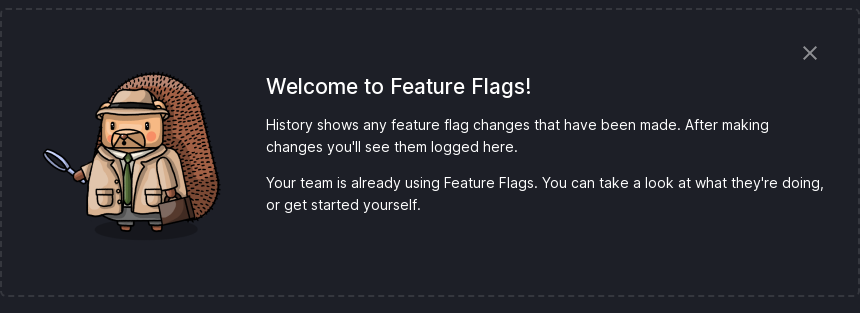 Welcome to Feature Flags!
History shows any feature flag changes that have been made. After making
changes you'll see them logged here.
Your team is already using Feature Flags. You can take a look at what they're doing,
or get started yourself.